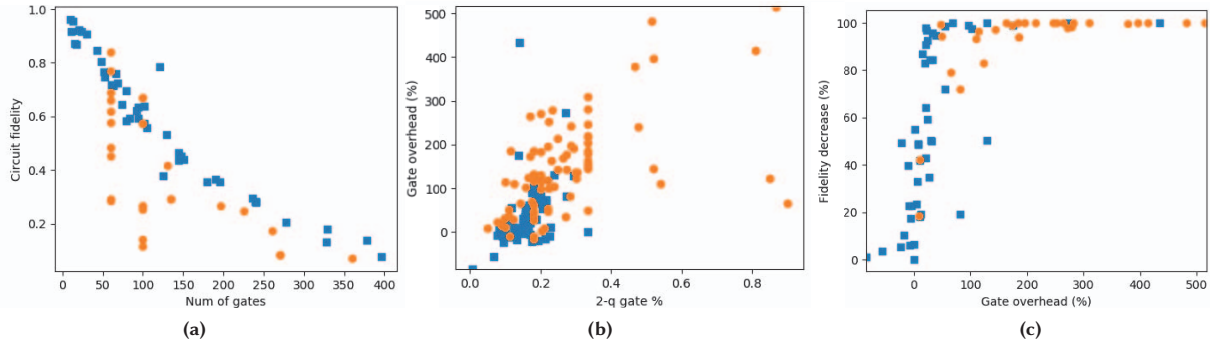 1.0
0.8
0.6
0.4
0.2
Circuit fidelity
0 50 100 150 200 250 300 350 400
Num of gates
(a)
500
400
300
200
100
0
Gate overhead (%)
0.0 0.2 0.4 0.6 0.8
2-q gate %
(b)
100
80
60
40
20
0
Fidelity decrease (%)
0 100 200 300 400 500
Gate overhead (%)
(c)